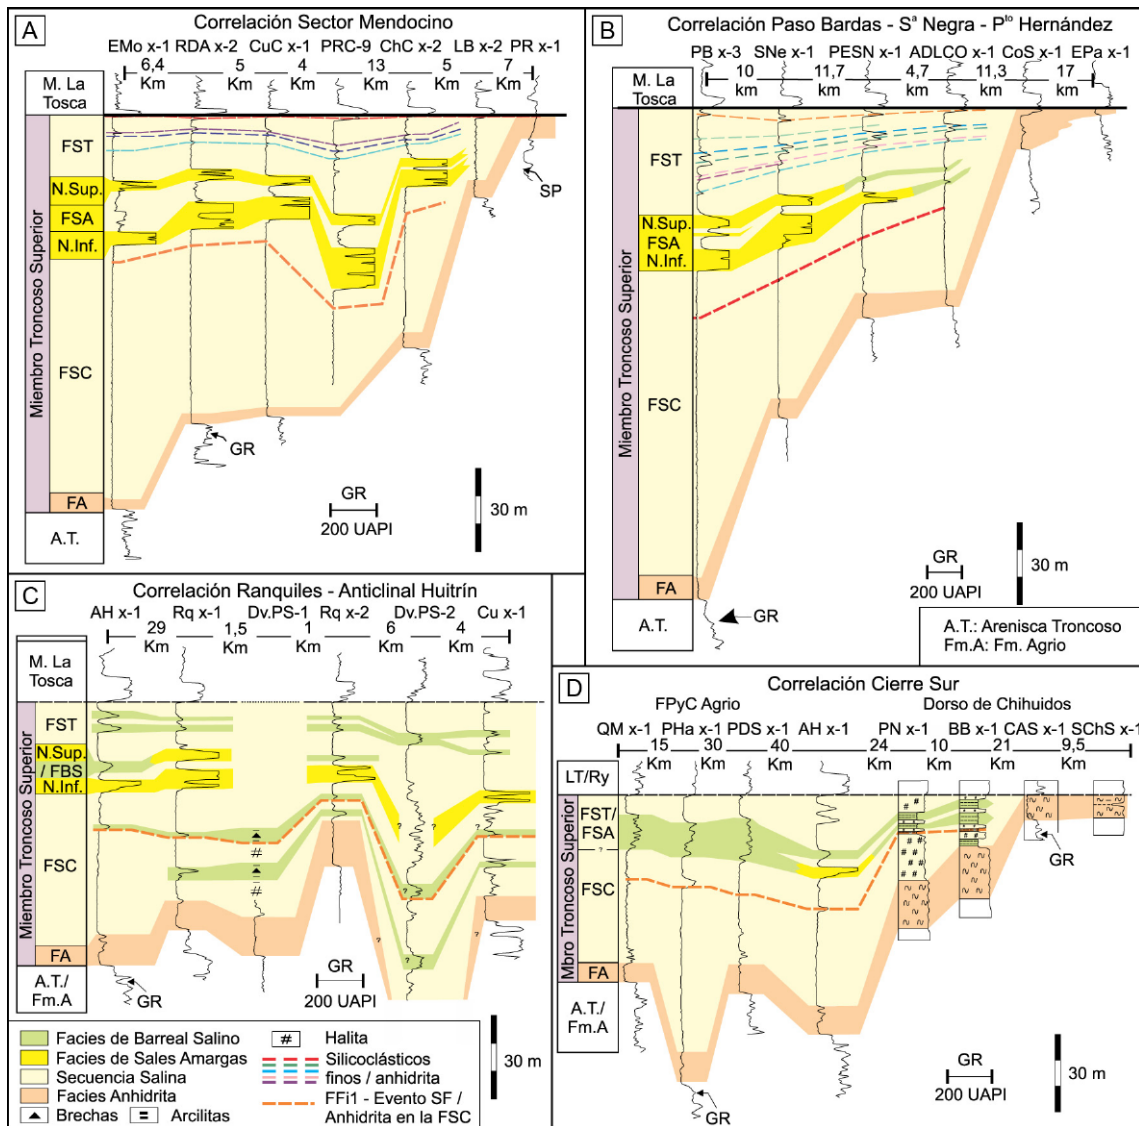 A
Correlación Sector Mendocino
EMo x-1 RDA x-2 CuC x-1 PRC-9 ChC x-2 LB x-2 PR x-1
6,4 5 4 13 5 7
Km Km Km Km Km Km
M. La
Tosca
Miembro Troncoso Superior
FST
N.Sup.
FSA
N.Inf.
FSC
FA
A.T.
SP
GR
GR
200 UAPI
30 m
B
Correlación Paso Bardas - Sª Negra - Pᵗᵒ Hernández
PB x-3 SNe x-1 PESN x-1 ADLCO x-1 CoS x-1 EPa x-1
10 11,7 4,7 11,3 17
km km km km km
M. La
Tosca
Miembro Troncoso Superior
FST
N.Sup.
FSA
N.Inf.
FSC
FA
A.T.
GR
GR
200 UAPI
30 m
A.T.: Arenisca Troncoso
Fm.A: Fm. Agrio
C
Correlación Ranquiles - Anticlinal Huitrín
AH x-1 Rq x-1 Dv.PS-1 Rq x-2 Dv.PS-2 Cu x-1
29 1,5 1 6 4
Km Km Km Km Km
M. La
Tosca
Miembro Troncoso Superior
FST
N.Sup.
/ FBS
N.Inf.
FSC
FA
A.T./
Fm.A
#
#
? ?
? ?
? ?
?
GR
GR
200 UAPI
30 m
Facies de Barreal Salino
Facies de Sales Amargas
Secuencia Salina
Facies Anhidrita
Brechas = Arcilitas
# Halita
Silicoclásticos
finos / anhidrita
FFi1 - Evento SF /
Anhidrita en la FSC
D
Correlación Cierre Sur
FPyC Agrio Dorso de Chihuidos
QM x-1 PHa x-1 PDS x-1 AH x-1 PN x-1 BB x-1 CAS x-1 SChS x-1
15 30 40 24 10 21 9,5
Km Km Km Km Km Km Km
LT/Ry
Mbro Troncoso Superior
FST/
FSA
?
FSC
FA
A.T./
Fm.A
GR
GR
GR
200 UAPI
30 m